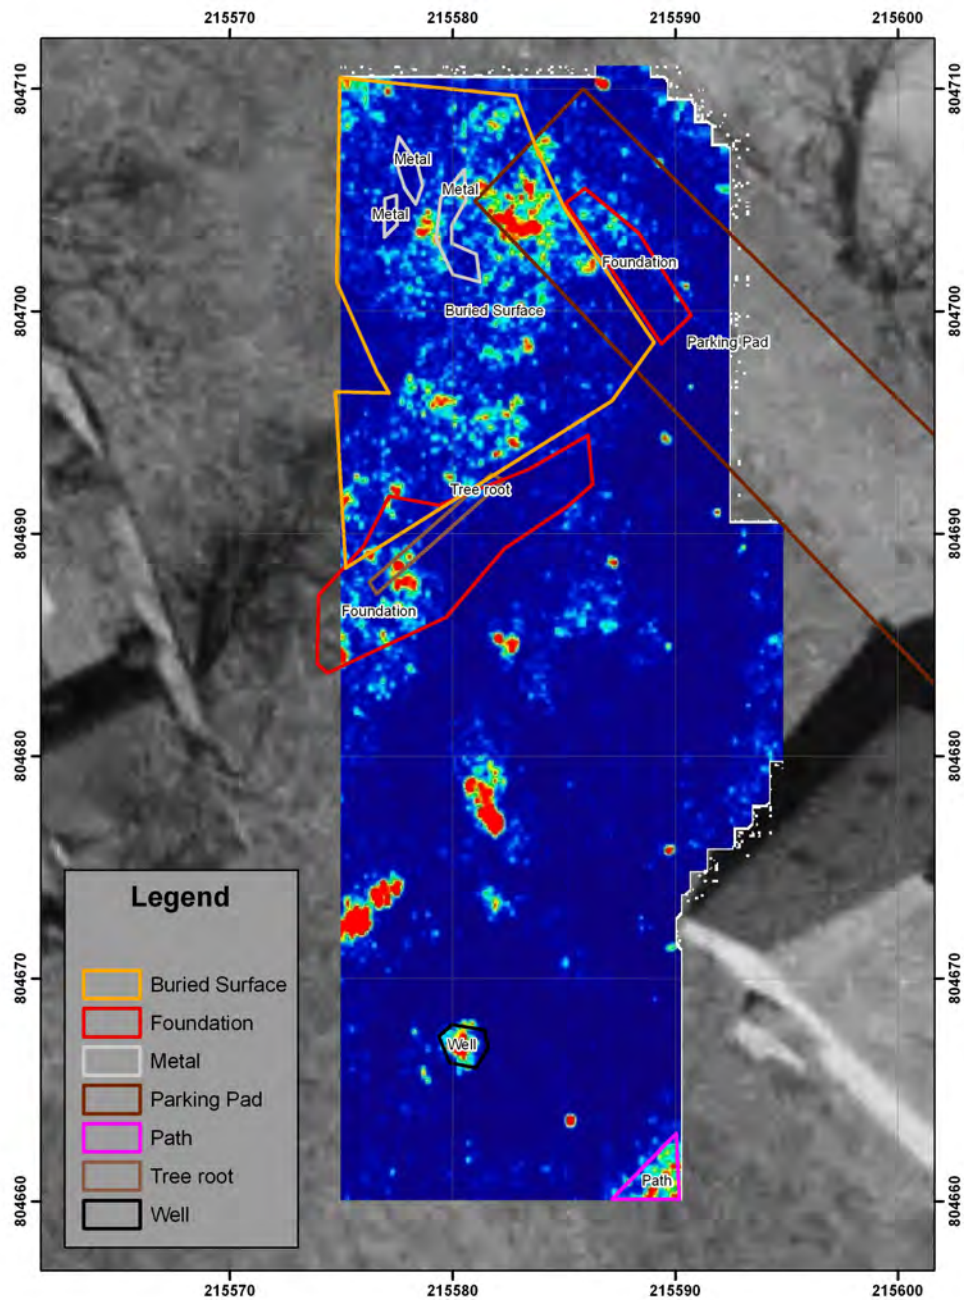 215570 215580 215590 215600
804710 804710
Metal
Metal
Metal
Foundation
804700 804700
Buried Surface
Parking Pad
Tree root
804690 804690
Foundation
804680 804680
Legend
Buried Surface
Foundation
Metal
Parking Pad
Path
Tree root
Well
804670 804670
Well
Path
804660 804660
215570 215580 215590 215600